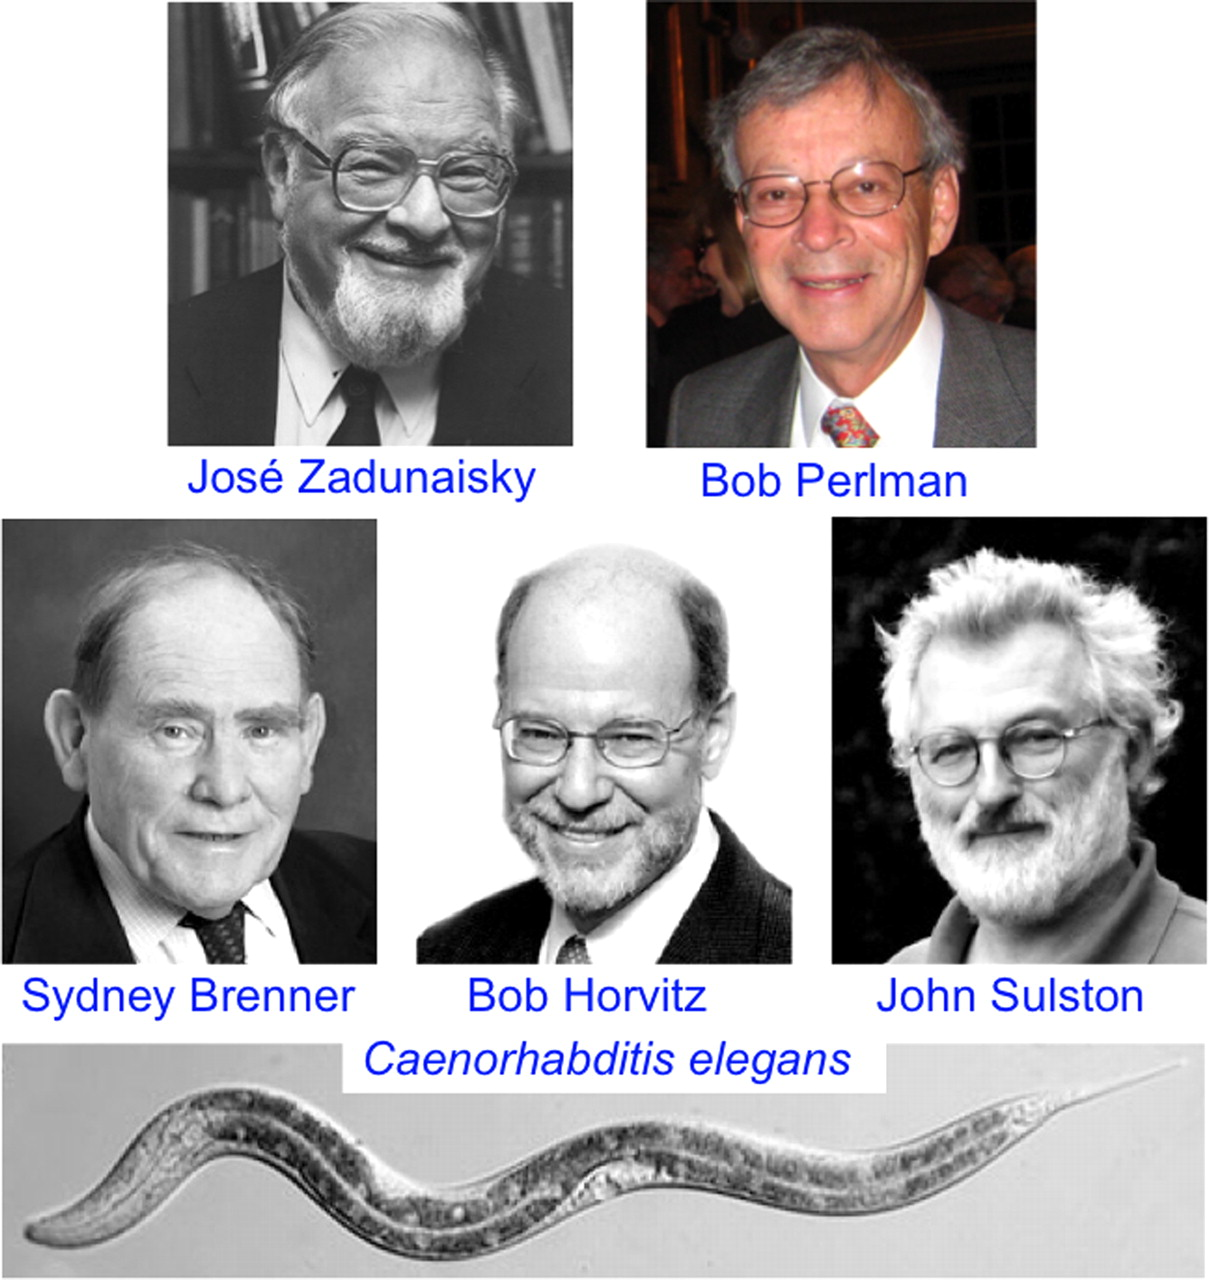 José Zadunaisky
Bob Perlman
Sydney Brenner
Bob Horvitz
John Sulston
Caenorhabditis elegans